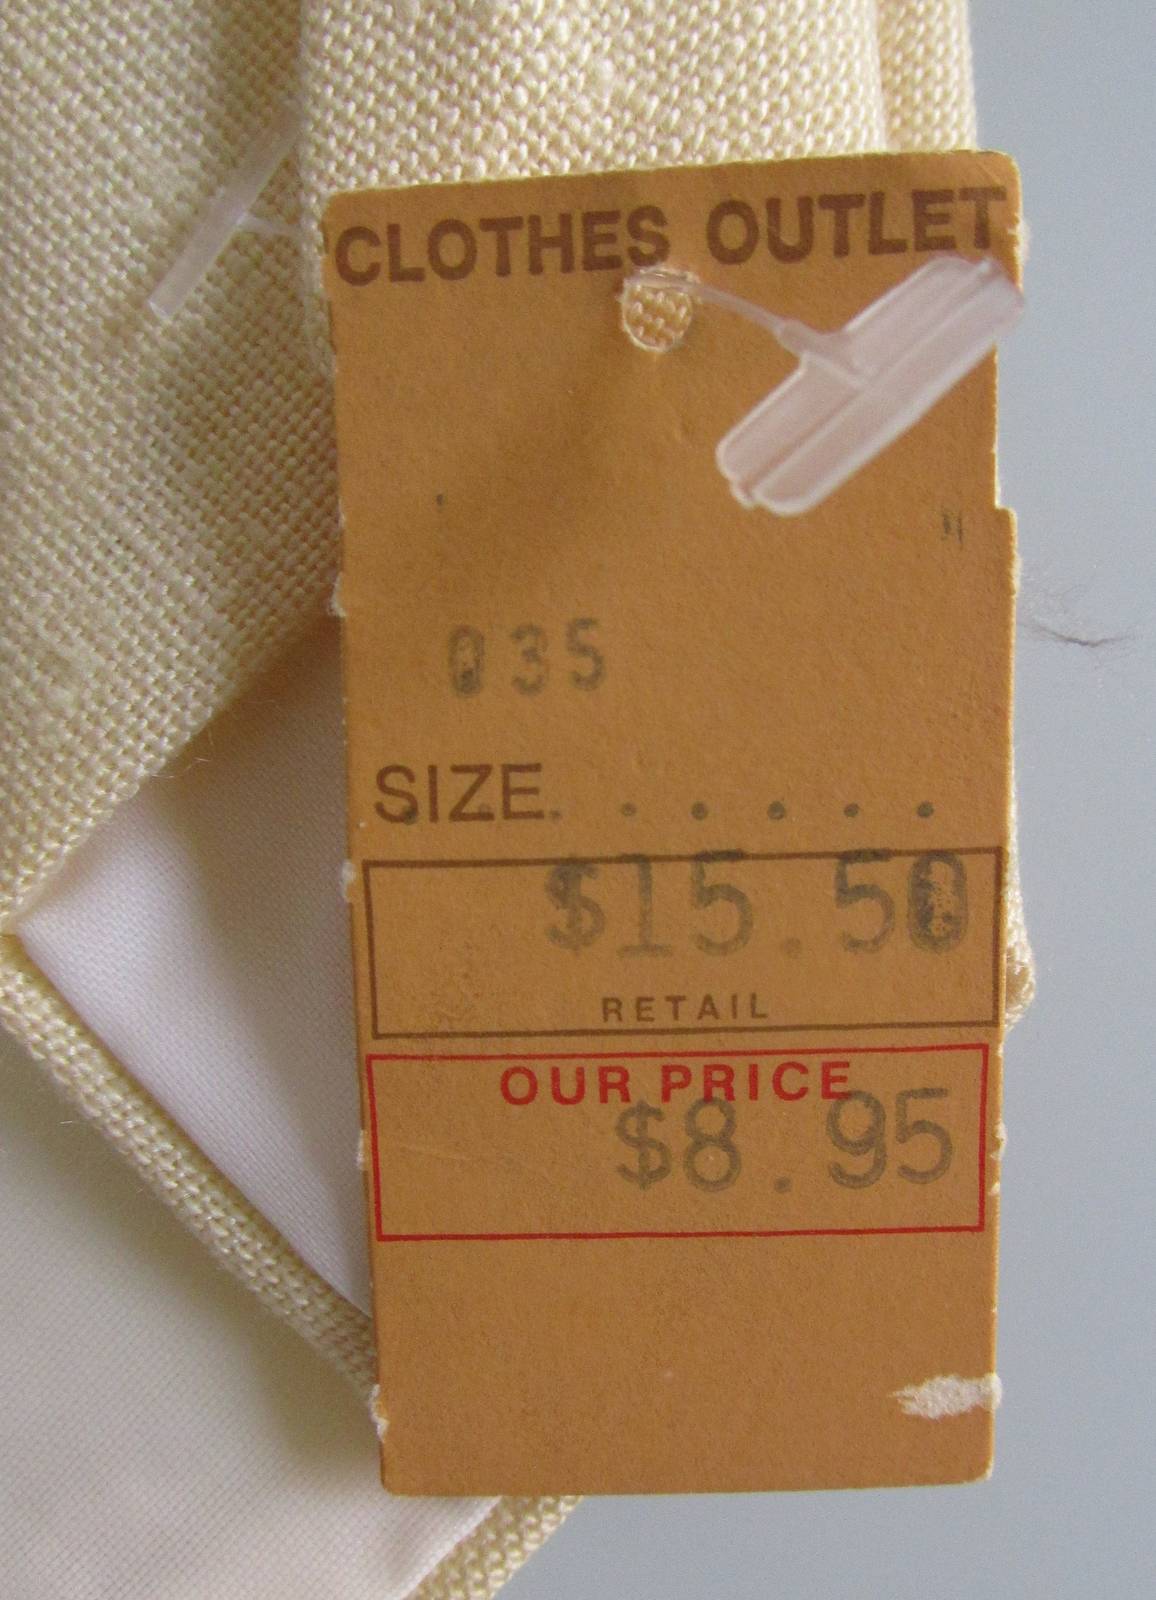 CLOTHES OUTLET
035
SIZE. . . . . .
$15.50
RETAIL
OUR PRICE
$8.95